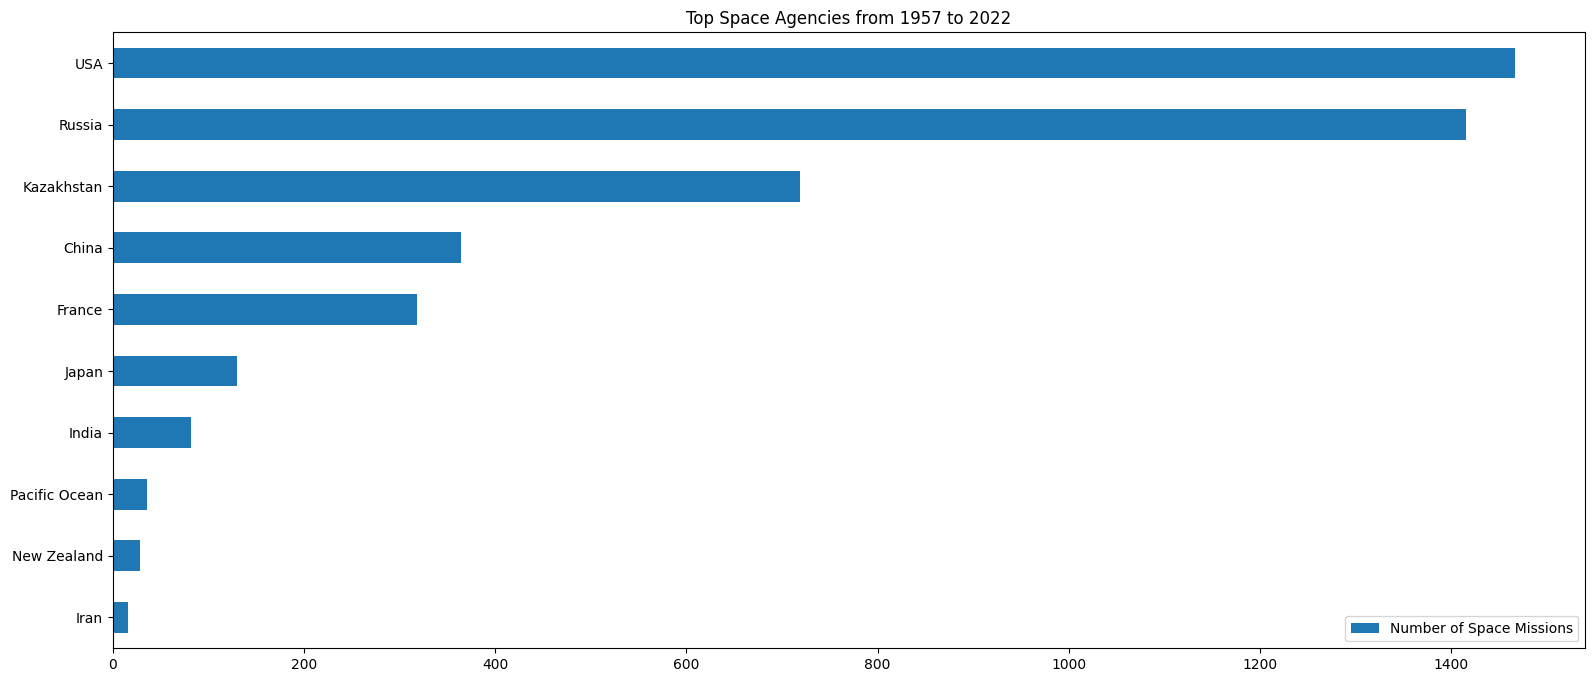 Top Space Agencies from 1957 to 2022
USA
Russia
Kazakhstan
China
France
Japan
India
Pacific Ocean
New Zealand
Iran
Number of Space Missions
0 200 400 600 800 1000 1200 1400